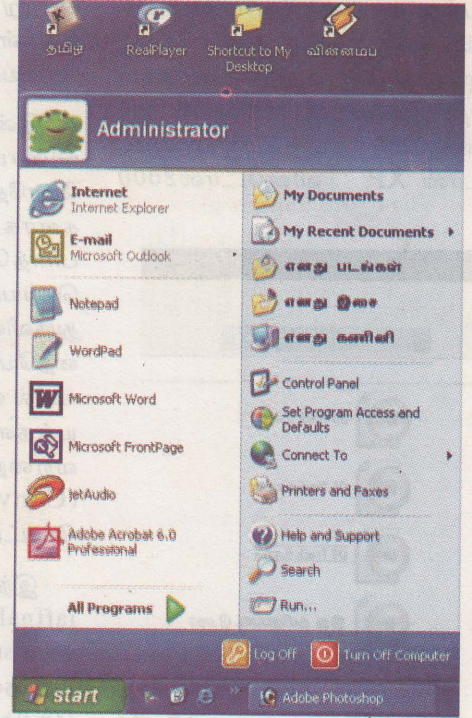 தமிழ்
RealPlayer
Shortcut to My
Desktop
Administrator
Internet
Internet Explorer
E-mail
Microsoft Outlook
Notepad
WordPad
Microsoft Word
Microsoft FrontPage
jetAudio
Adobe Acrobat 6.0
Professional
All Programs
My Documents
My Recent Documents
எனது படங்கள்
எனது இசை
எனது கணினி
Control Panel
Set Program Access and
Defaults
Connect To
Printers and Faxes
Help and Support
Search
Run...
Log Off
Turn Off Computer
start
Adobe Photoshop